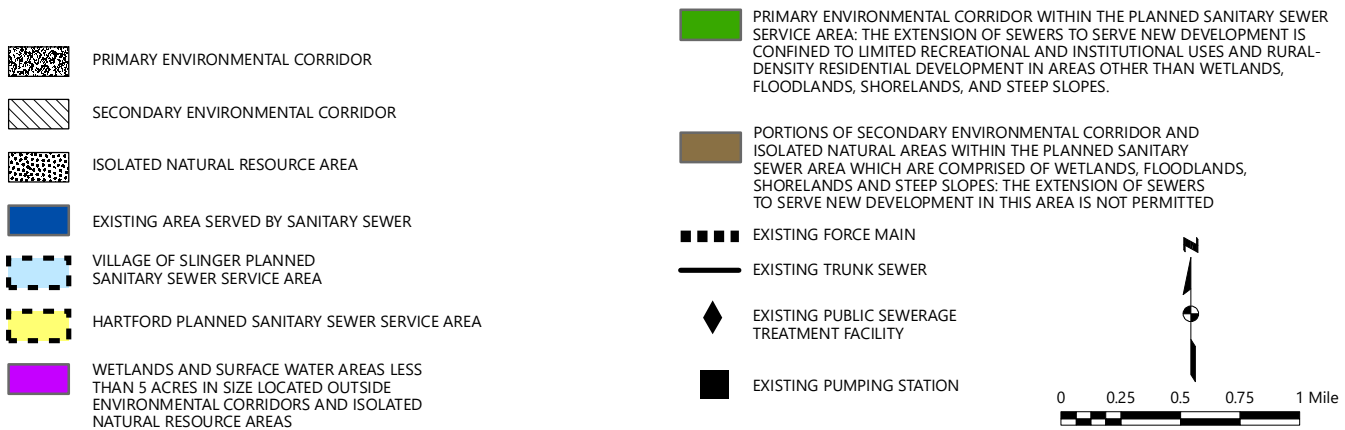 PRIMARY ENVIRONMENTAL CORRIDOR
SECONDARY ENVIRONMENTAL CORRIDOR
ISOLATED NATURAL RESOURCE AREA
EXISTING AREA SERVED BY SANITARY SEWER
VILLAGE OF SLINGER PLANNED
SANITARY SEWER SERVICE AREA
HARTFORD PLANNED SANITARY SEWER SERVICE AREA
WETLANDS AND SURFACE WATER AREAS LESS
THAN 5 ACRES IN SIZE LOCATED OUTSIDE
ENVIRONMENTAL CORRIDORS AND ISOLATED
NATURAL RESOURCE AREAS
PRIMARY ENVIRONMENTAL CORRIDOR WITHIN THE PLANNED SANITARY SEWER
SERVICE AREA: THE EXTENSION OF SEWERS TO SERVE NEW DEVELOPMENT IS
CONFINED TO LIMITED RECREATIONAL AND INSTITUTIONAL USES AND RURAL-
DENSITY RESIDENTIAL DEVELOPMENT IN AREAS OTHER THAN WETLANDS,
FLOODLANDS, SHORELANDS, AND STEEP SLOPES.
PORTIONS OF SECONDARY ENVIRONMENTAL CORRIDOR AND
ISOLATED NATURAL AREAS WITHIN THE PLANNED SANITARY
SEWER AREA WHICH ARE COMPRISED OF WETLANDS, FLOODLANDS,
SHORELANDS AND STEEP SLOPES: THE EXTENSION OF SEWERS
TO SERVE NEW DEVELOPMENT IN THIS AREA IS NOT PERMITTED
EXISTING FORCE MAIN
EXISTING TRUNK SEWER
EXISTING PUBLIC SEWERAGE
TREATMENT FACILITY
EXISTING PUMPING STATION
N
0 0.25 0.5 0.75 1 Mile